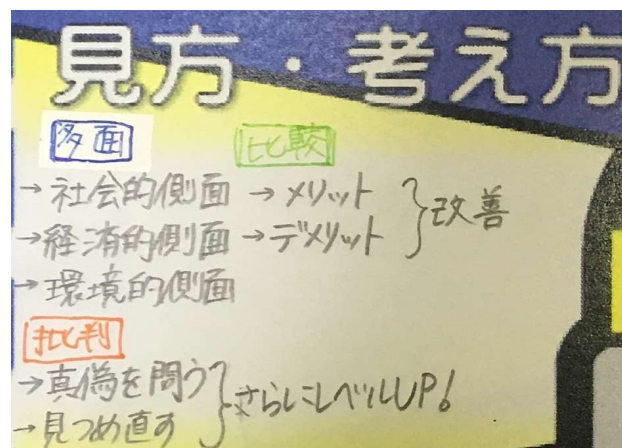 見方・考え方
多面 比較
→社会的側面 →メリット
→経済的側面 →デメリット } 改善
→環境的側面
批判
→真偽を問う
→見つめ直す } さらにレベルUP!